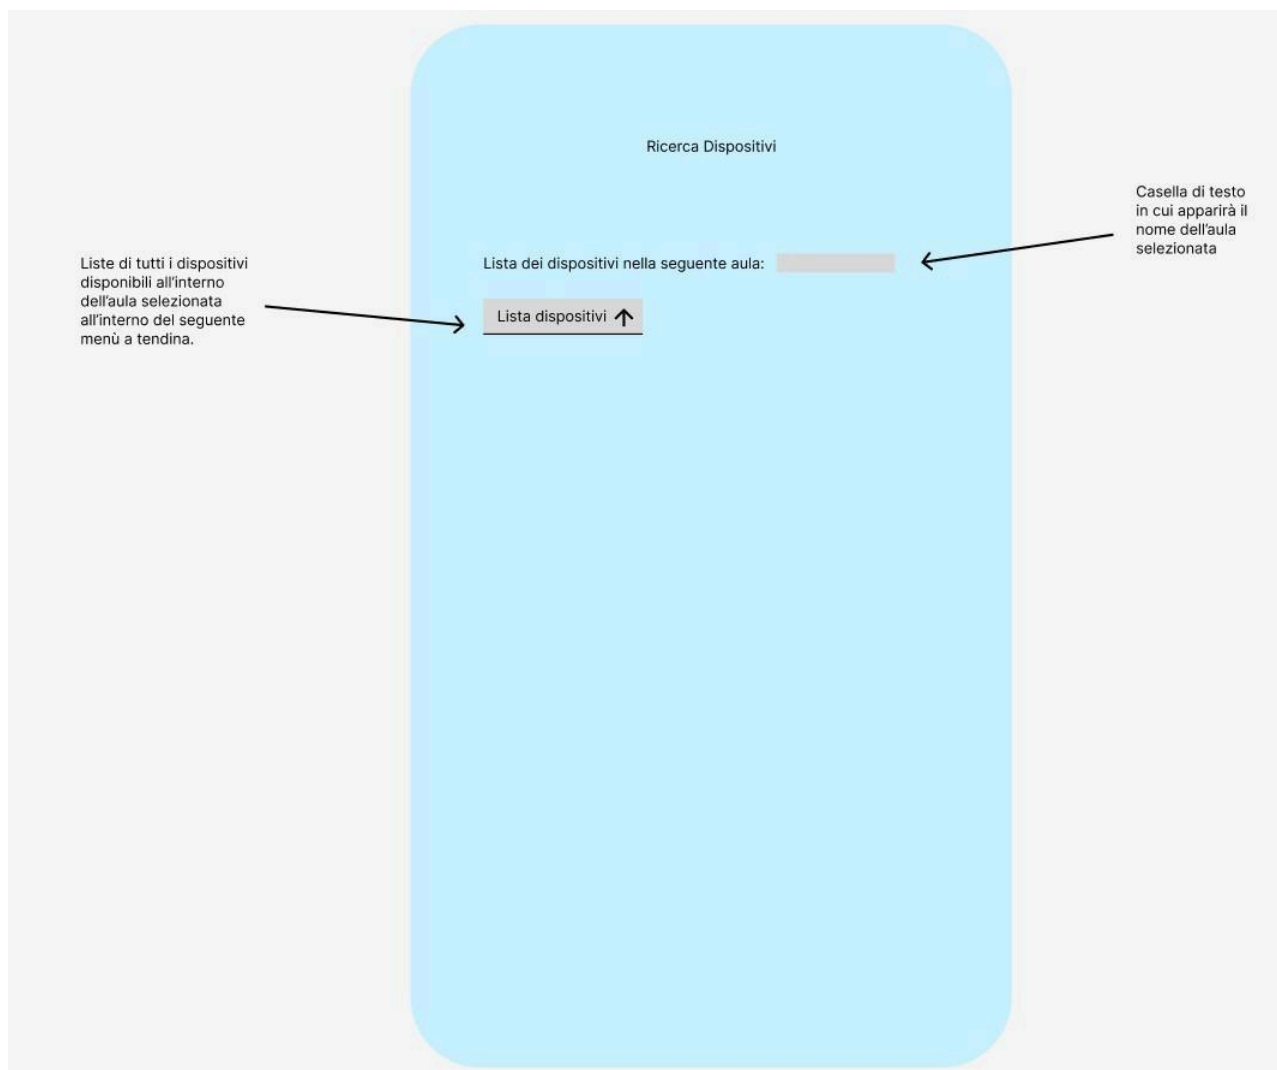 Ricerca Dispositivi
Casella di testo
in cui apparirà il
nome dell'aula
selezionata
Liste di tutti i dispositivi
disponibili all'interno
dell'aula selezionata
all'interno del seguente
menù a tendina.
Lista dei dispositivi nella seguente aula:
Lista dispositivi